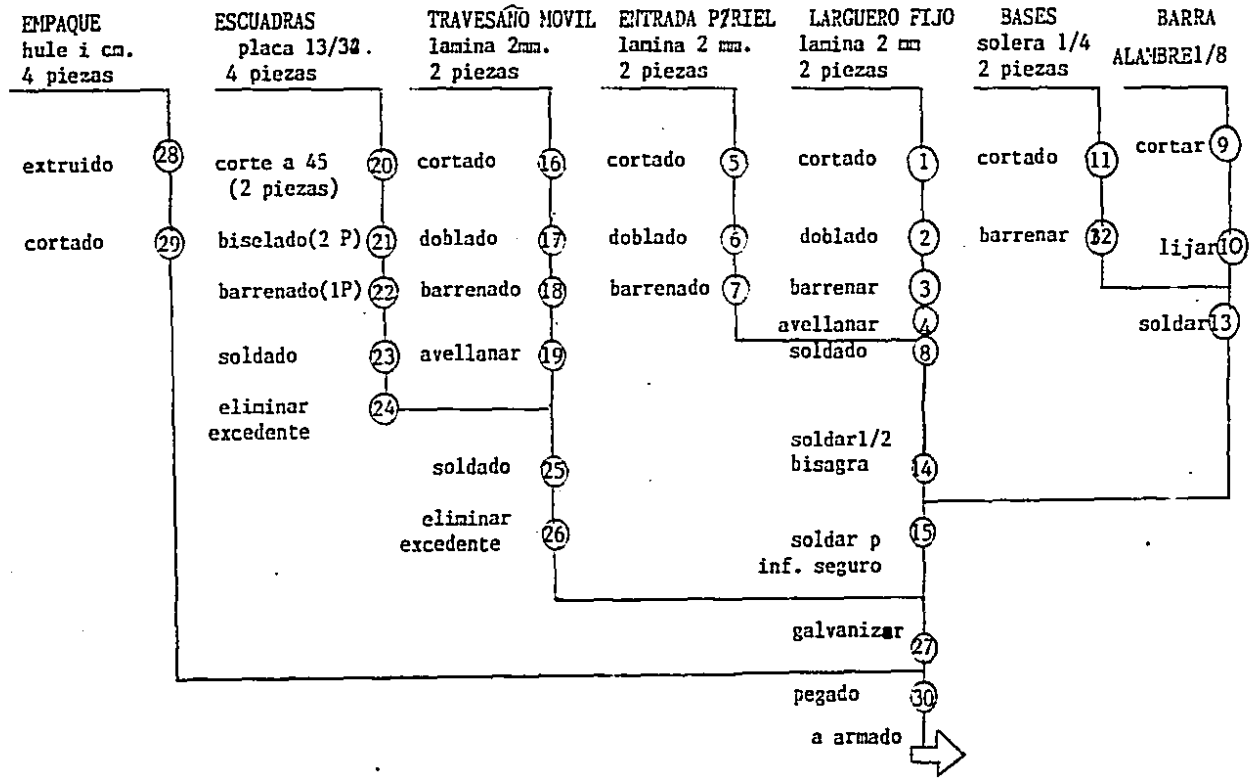 EMPAQUE
hule i cm.
4 piezas
ESCUADRAS
placa 13/32.
4 piezas
TRAVESAÑO MOVIL
lamina 2mm.
2 piezas
ENTRADA P/RIEL
lamina 2 mm.
2 piezas
LARGUERO FIJO
lamina 2 mm
2 piezas
BASES
solera 1/4
2 piezas
BARRA
ALAMBRE1/8
extruido 28
cortado 29
corte a 45 20
(2 piezas)
biselado(2 P) 21
barrenado(1P) 22
soldado 23
eliminar 24
excedente
cortado 16
doblado 17
barrenado 18
avellanar 19
soldado 25
eliminar 26
excedente
cortado 5
doblado 6
barrenado 7
cortado 1
doblado 2
barrenar 3
avellanar 4
soldado 8
soldar1/2
bisagra 14
soldar p 15
inf. seguro
galvanizar 27
pegado 30
a armado
cortado 11
barrenar 12
cortar 9
lijar 10
soldar 13